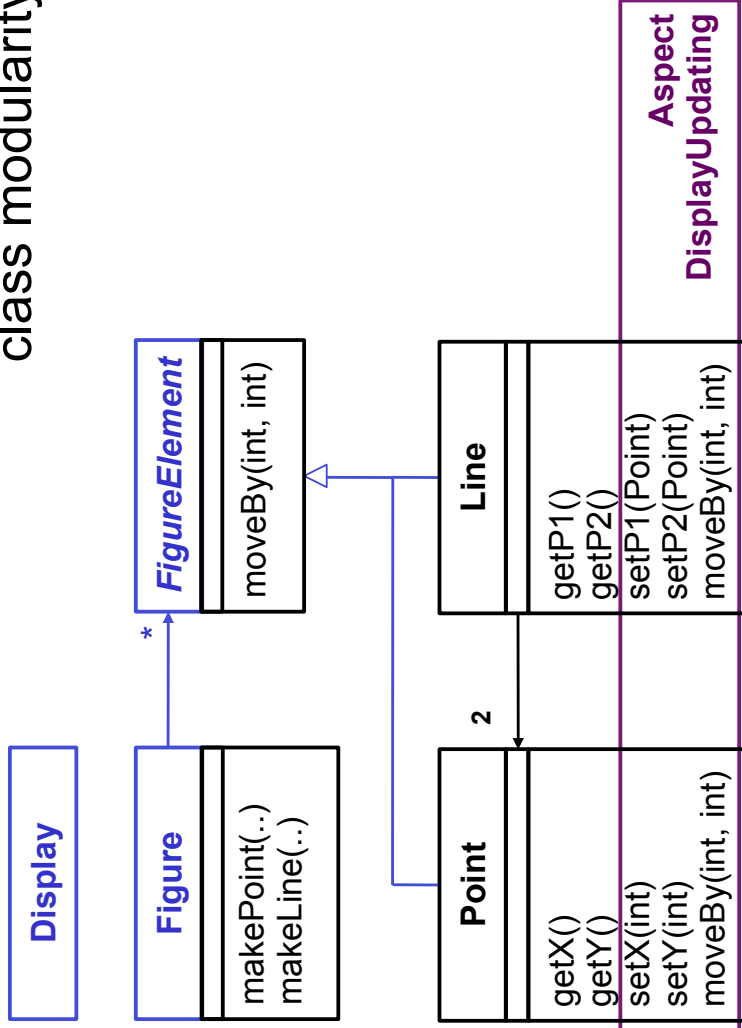 class modularity
Display
Figure
makePoint(..)
makeLine(..)
*
FigureElement
moveBy(int, int)
Point
getX()
getY()
setX(int)
setY(int)
moveBy(int, int)
2
Line
getP1()
getP2()
setP1(Point)
setP2(Point)
moveBy(int, int)
Aspect
DisplayUpdating